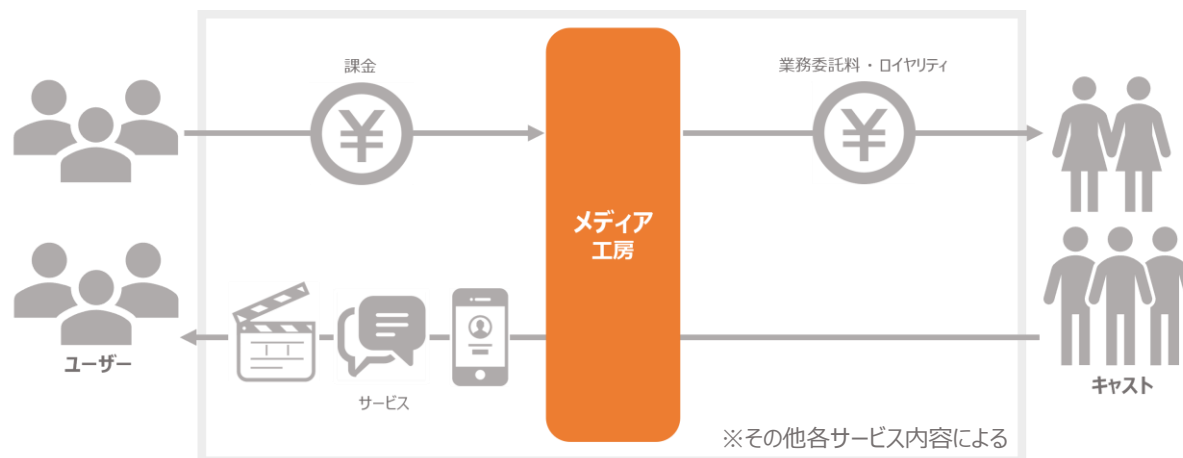 課金
業務委託料・ロイヤリティ
¥
¥
メディア
工房
ユーザー
サービス
キャスト
※その他各サービス内容による